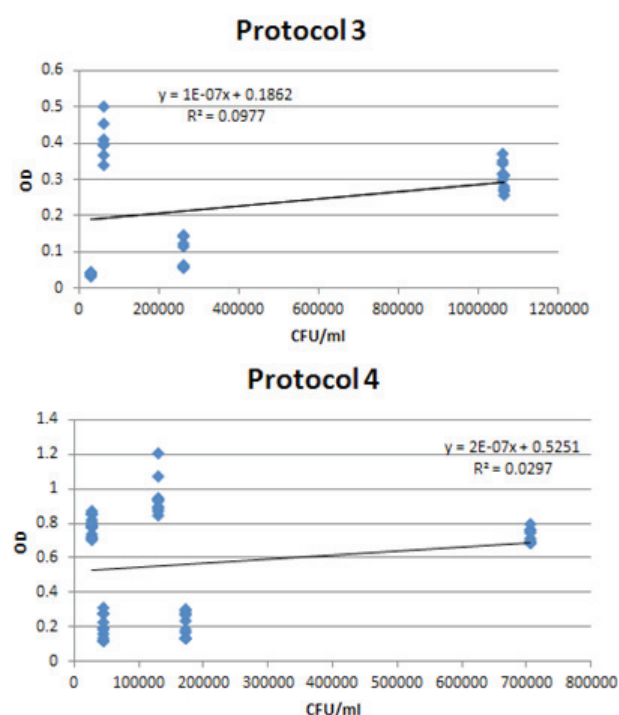 Protocol 3
0.6
y = 1E-07x + 0.1862
R² = 0.0977
0.5
0.4
0.3
0.2
0.1
0
OD
0 200000 400000 600000 800000 1000000 1200000
CFU/ml
Protocol 4
1.4
y = 2E-07x + 0.5251
R² = 0.0297
1.2
1
0.8
0.6
0.4
0.2
0
OD
0 100000 200000 300000 400000 500000 600000 700000 800000
CFU/ml